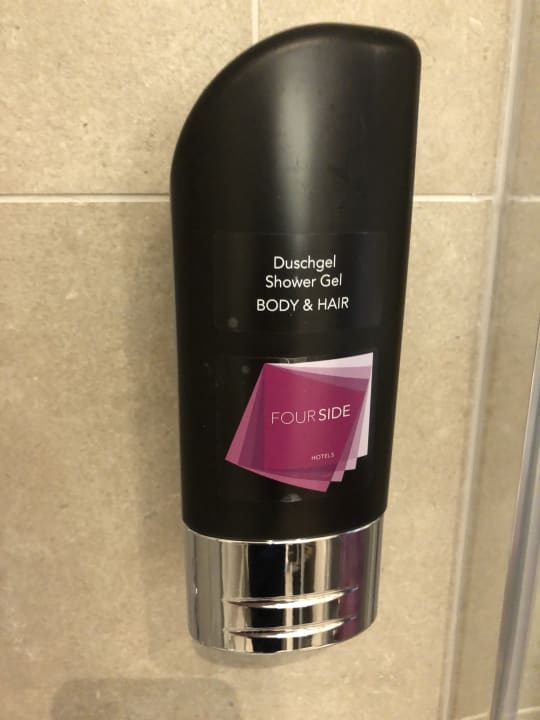 Duschgel
Shower Gel
BODY & HAIR
FOURSIDE
HOTELS